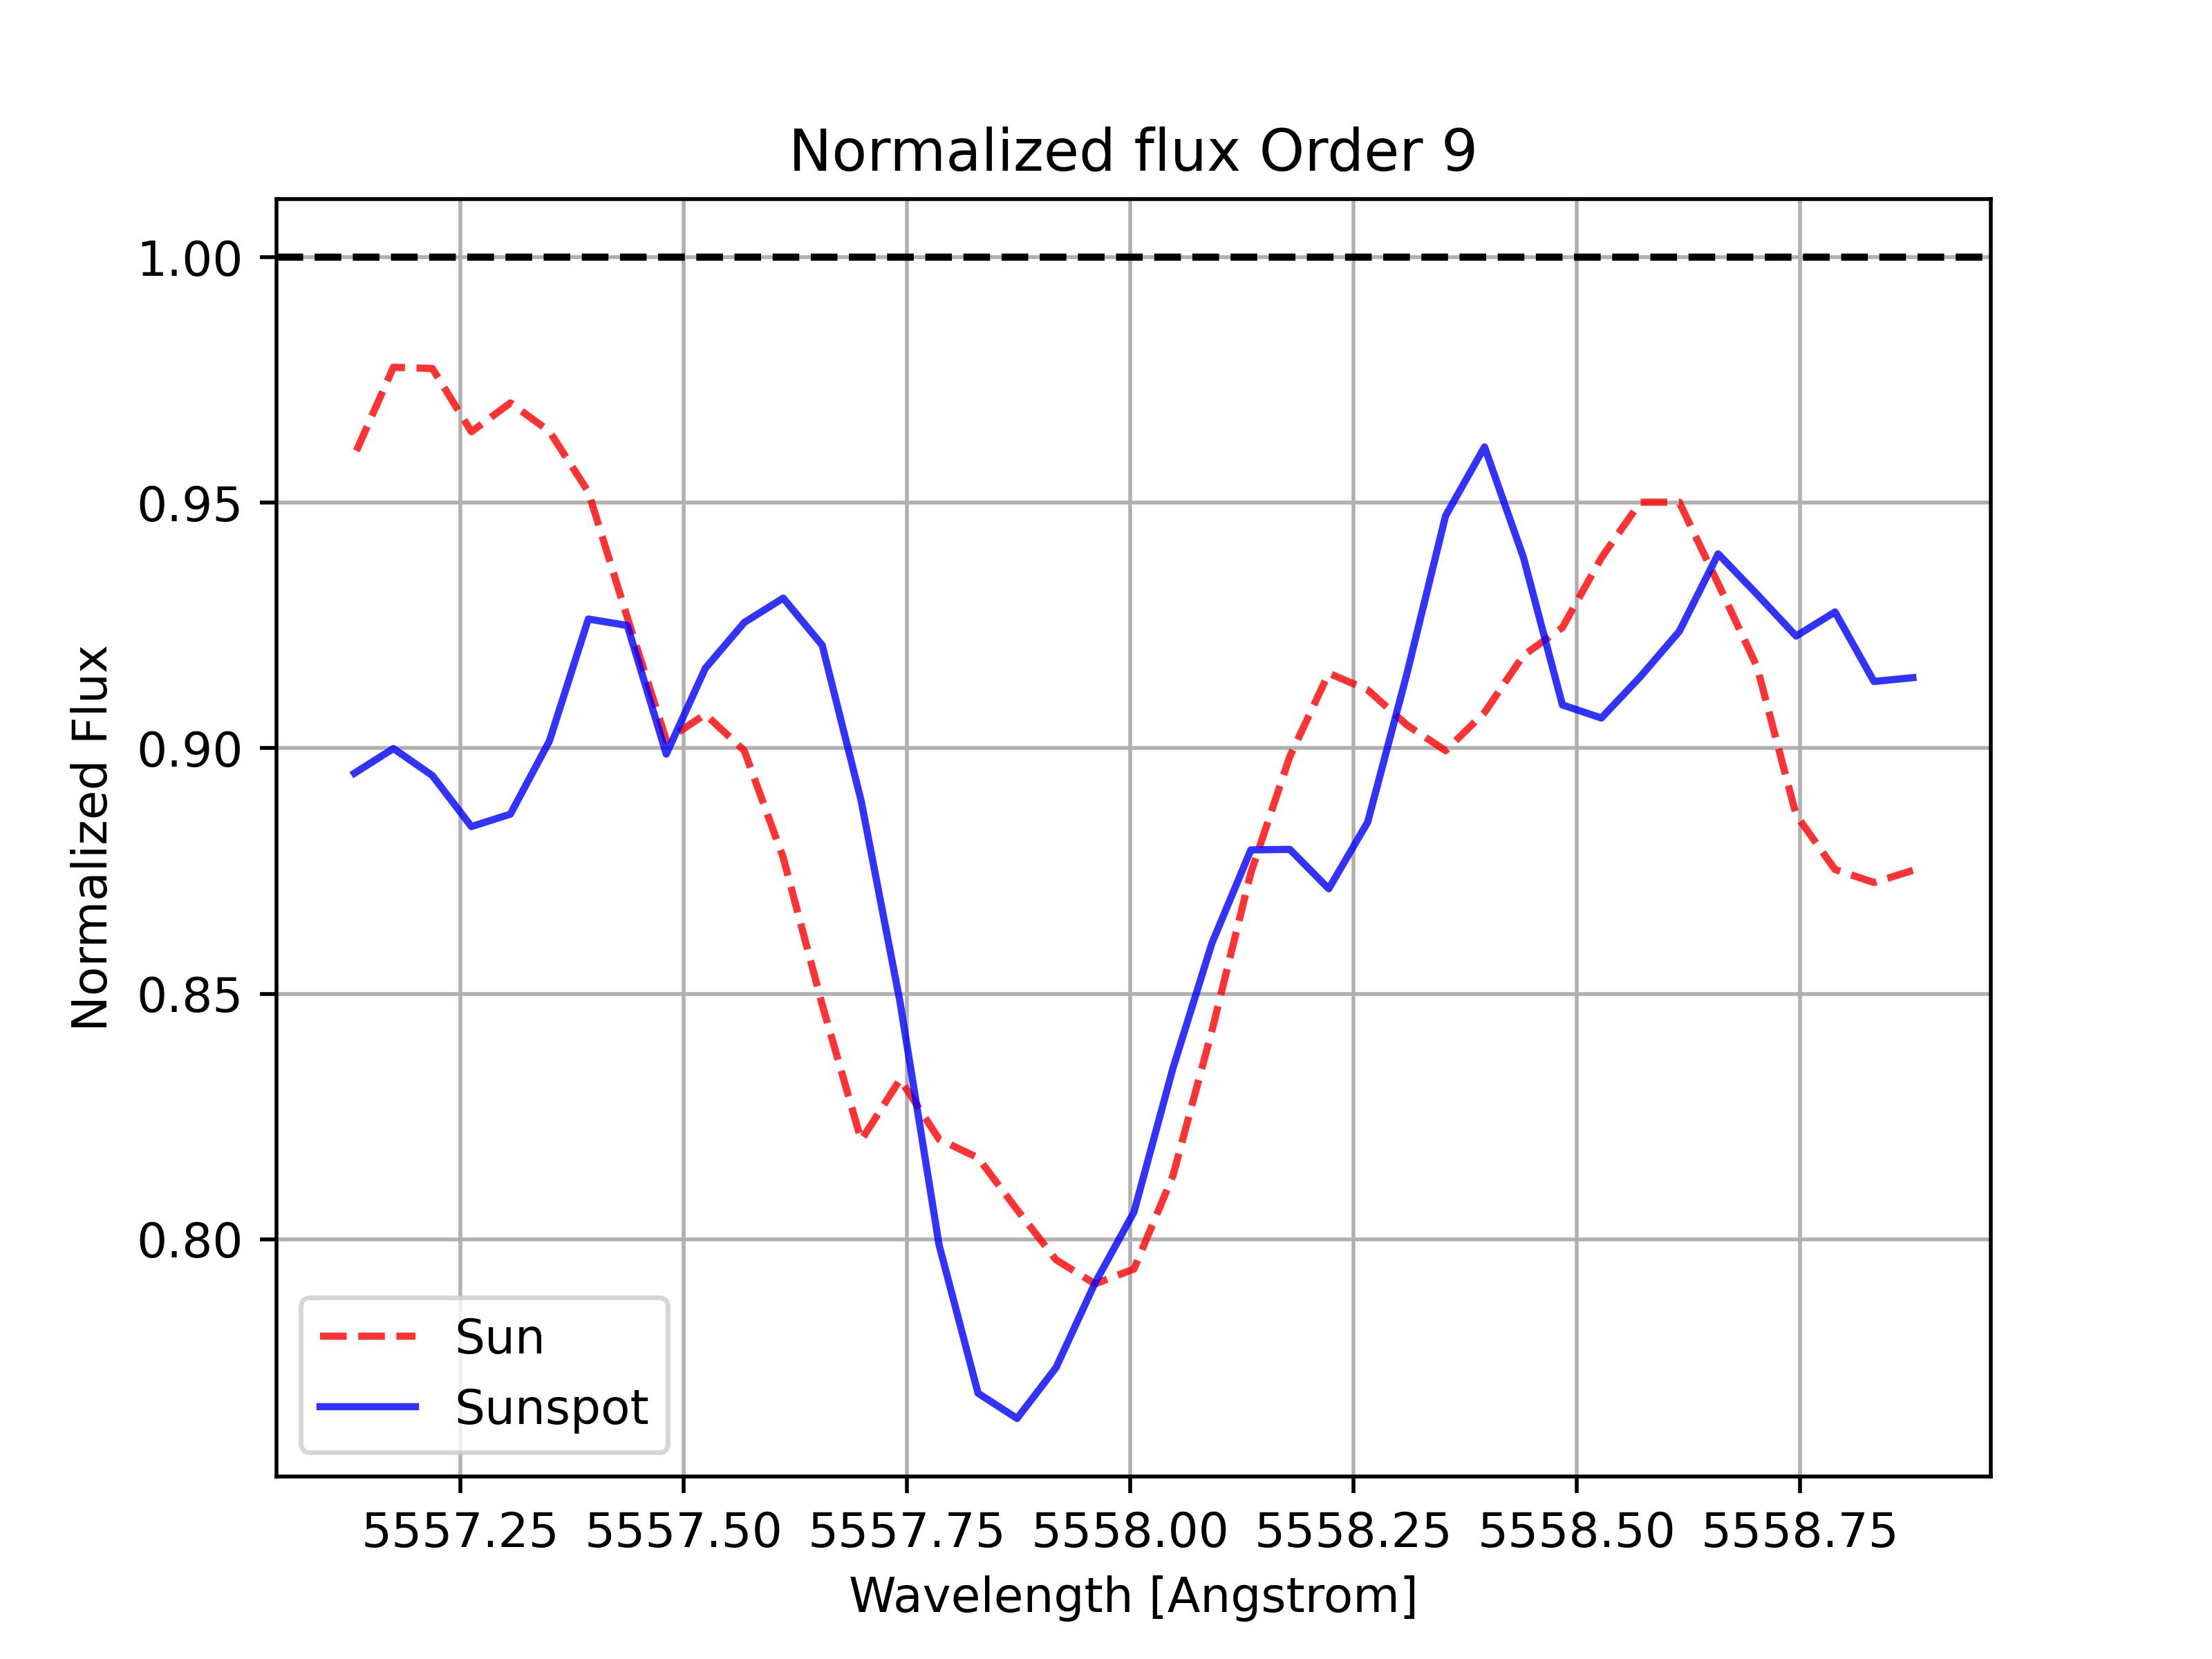 Normalized flux Order 9
Normalized Flux
1.00
0.95
0.90
0.85
0.80
Sun
Sunspot
5557.25 5557.50 5557.75 5558.00 5558.25 5558.50 5558.75
Wavelength [Angstrom]